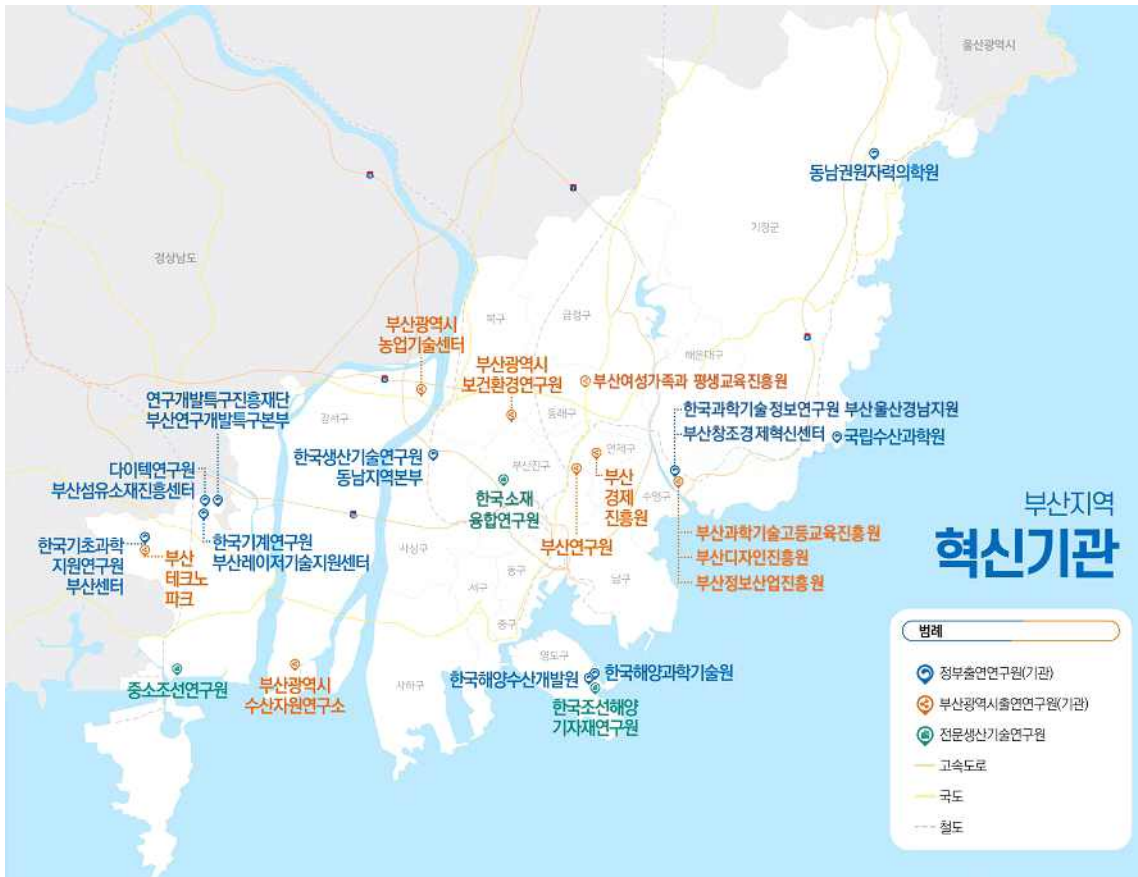 울산광역시
동남권원자력의학원
기장군
경상남도
북구
금정구
해운대구
부산광역시
농업기술센터
부산광역시
보건환경연구원
부산여성가족과 평생교육진흥원
연구개발특구진흥재단
부산연구개발특구본부
강서구
동래구
한국과학기술정보연구원 부산울산경남지원
부산창조경제혁신센터
국립수산과학원
다이텍연구원
부산섬유소재진흥센터
한국생산기술연구원
동남지역본부
부산진구
연제구
수영구
한국소재
융합연구원
부산
경제
진흥원
부산연구원
한국기초과학
지원연구원
부산센터
부산
테크노
파크
한국기계연구원
부산레이저기술지원센터
사상구
서구
동구
남구
중구
부산과학기술고등교육진흥원
부산디자인진흥원
부산정보산업진흥원
부산지역
혁신기관
중소조선연구원
부산광역시
수산자원연구소
사하구
영도구
한국해양수산개발원
한국해양과학기술원
한국조선해양
기자재연구원
범례
정부출연연구원(기관)
부산광역시출연연구원(기관)
전문생산기술연구원
고속도로
국도
철도